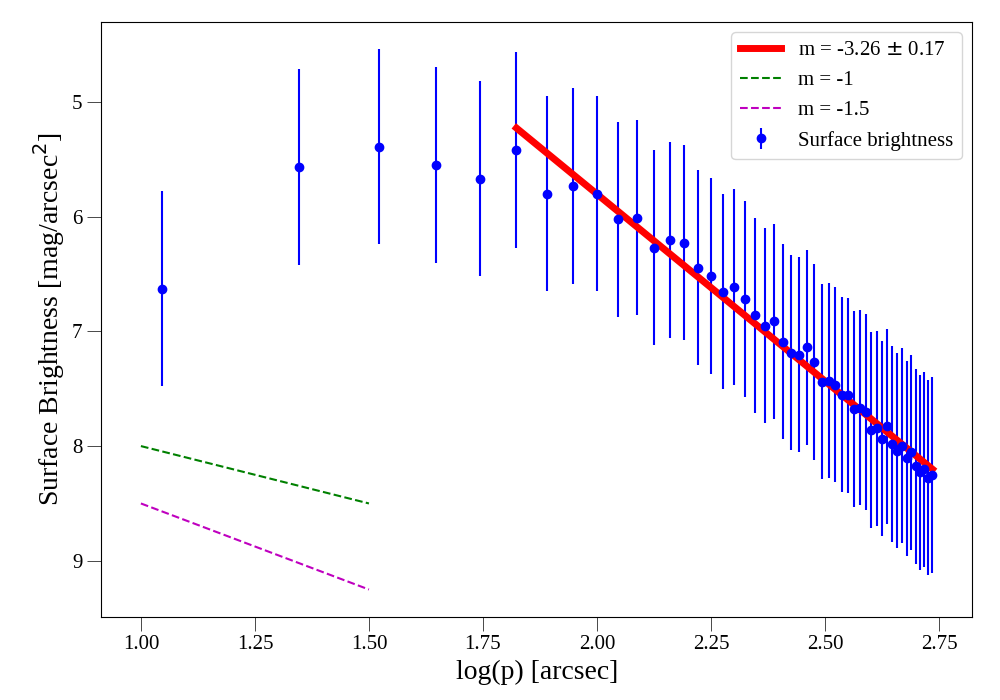 m = -3.26 ± 0.17
m = -1
m = -1.5
Surface brightness
Surface Brightness [mag/arcsec²]
5
6
7
8
9
1.00 1.25 1.50 1.75 2.00 2.25 2.50 2.75
log(p) [arcsec]